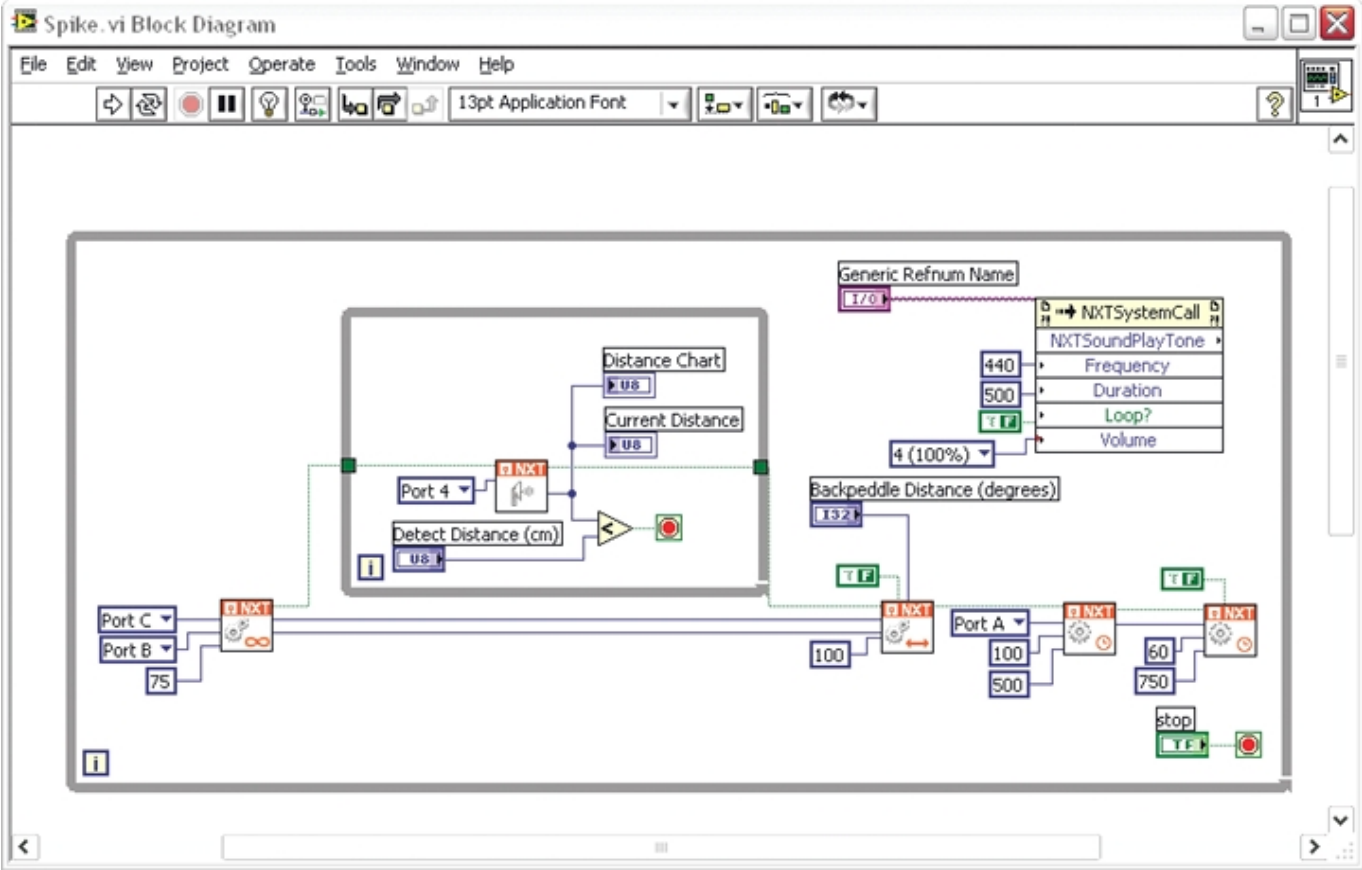 Spike.vi Block Diagram
File Edit View Project Operate Tools Window Help
13pt Application Font
1
Generic Refnum Name
I/O
NXTSystemCall
NXTSoundPlayTone
440 Frequency
500 Duration
T F Loop?
4 (100%) Volume
Distance Chart
U8
Current Distance
U8
NXT
Port 4
Detect Distance (cm)
U8
<
i
Backpeddle Distance (degrees)
I32
T F
T F
Port C
Port B
75
NXT
NXT
100
Port A
100
500
NXT
60
750
NXT
stop
TF
i